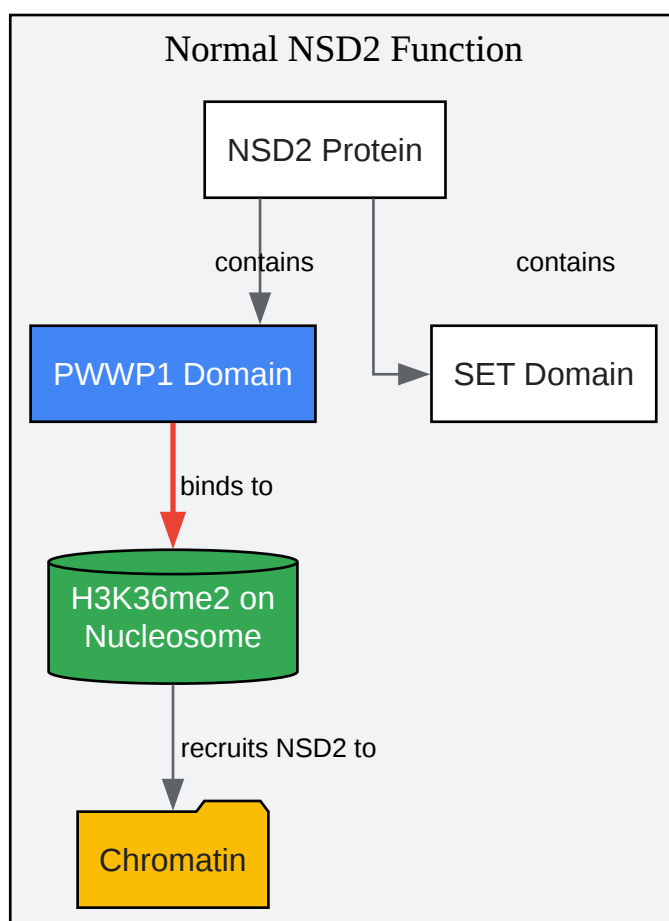 Normal NSD2 Function
NSD2 Protein
contains
contains
PWWP1 Domain
SET Domain
binds to
H3K36me2 on
Nucleosome
recruits NSD2 to
Chromatin